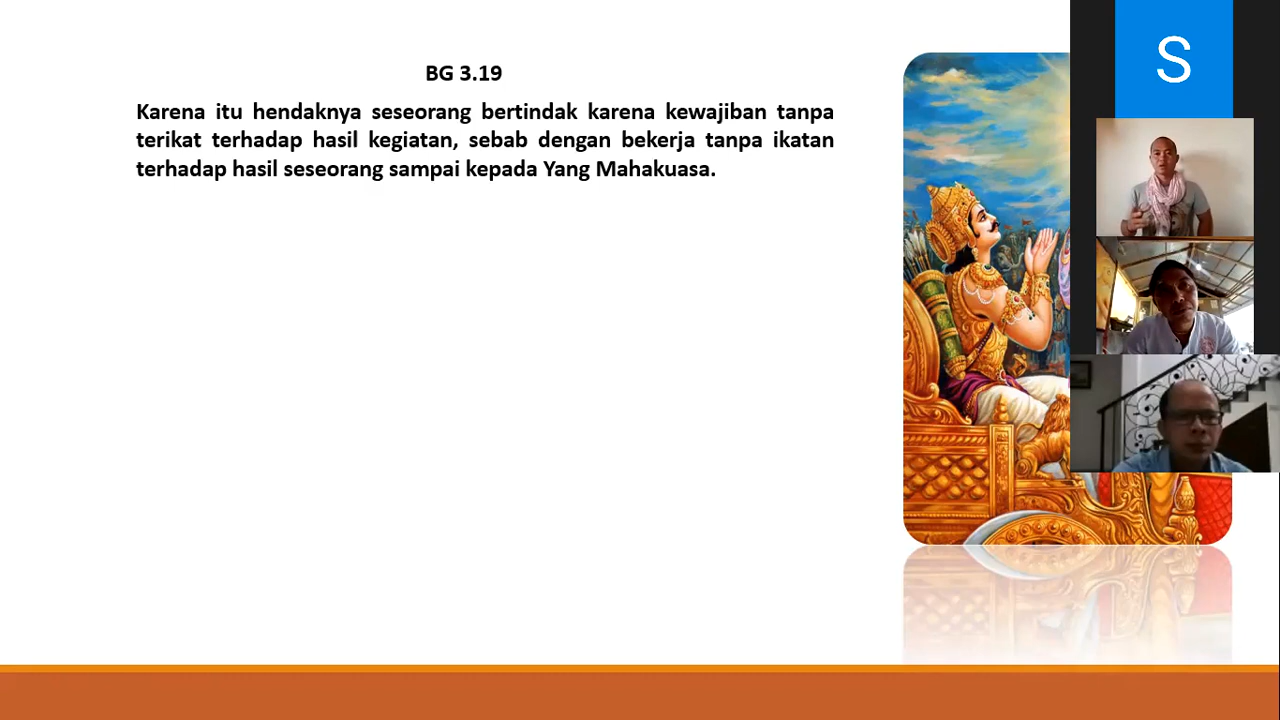 BG 3.19
Karena itu hendaknya seseorang bertindak karena kewajiban tanpa
terikat terhadap hasil kegiatan, sebab dengan bekerja tanpa ikatan
terhadap hasil seseorang sampai kepada Yang Mahakuasa.
S